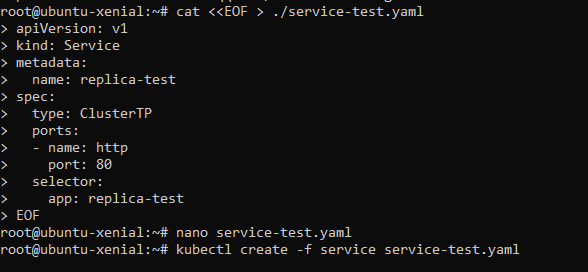 root@ubuntu-xenial:~# cat <<EOF > ./service-test.yaml
> apiVersion: v1
> kind: Service
> metadata:
>   name: replica-test
> spec:
>   type: ClusterTP
>   ports:
>   - name: http
>     port: 80
>   selector:
>     app: replica-test
> EOF
root@ubuntu-xenial:~# nano service-test.yaml
root@ubuntu-xenial:~# kubectl create -f service service-test.yaml